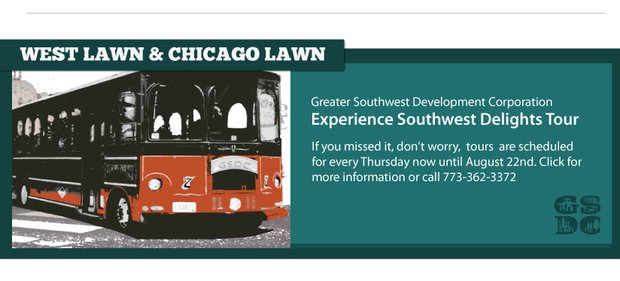 WEST LAWN & CHICAGO LAWN
GSDC
7
Greater Southwest Development Corporation
Experience Southwest Delights Tour
If you missed it, don't worry, tours are scheduled
for every Thursday now until August 22nd. Click for
more information or call 773-362-3372
GS
DC